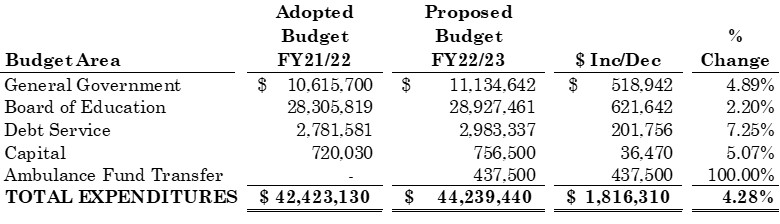 Adopted Proposed
Budget Budget %
Budget Area FY21/22 FY22/23 $ Inc/Dec Change
General Government $ 10,615,700 $ 11,134,642 $ 518,942 4.89%
Board of Education 28,305,819 28,927,461 621,642 2.20%
Debt Service 2,781,581 2,983,337 201,756 7.25%
Capital 720,030 756,500 36,470 5.07%
Ambulance Fund Transfer - 437,500 437,500 100.00%
TOTAL EXPENDITURES $ 42,423,130 $ 44,239,440 $ 1,816,310 4.28%